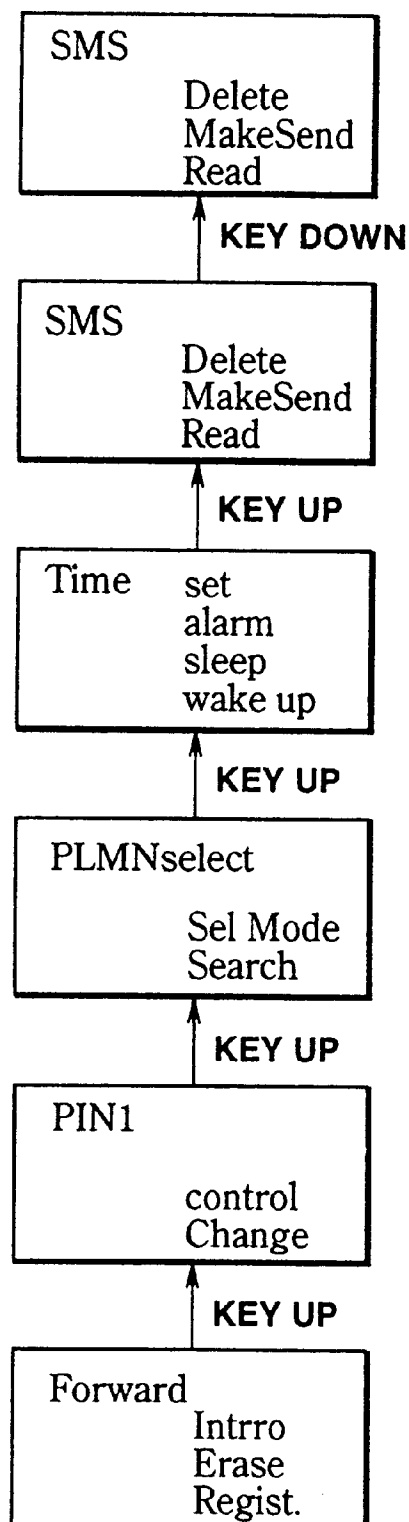 SMS
Delete
MakeSend
Read
KEY DOWN
SMS
Delete
MakeSend
Read
KEY UP
Time set
alarm
sleep
wake up
KEY UP
PLMNselect
Sel Mode
Search
KEY UP
PIN1
control
Change
KEY UP
Forward
Intrro
Erase
Regist.